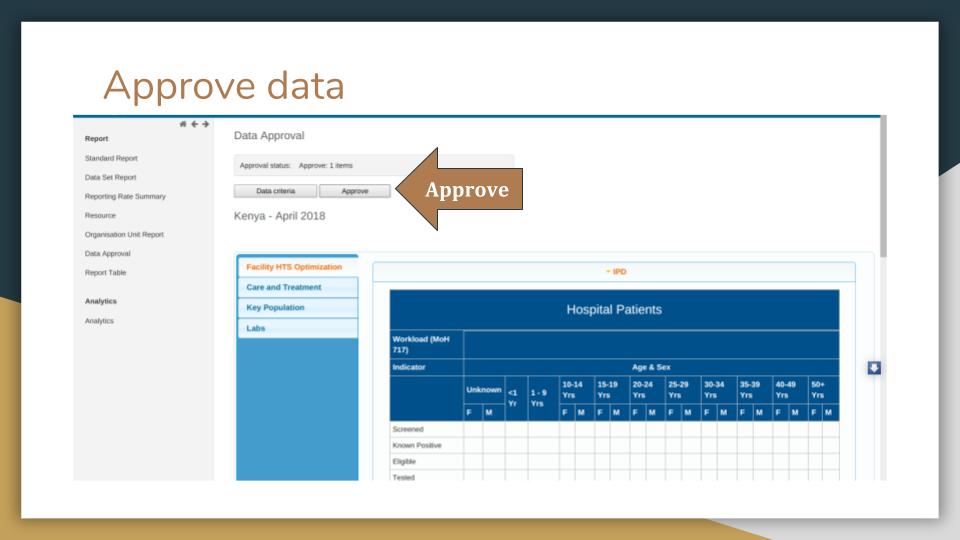 Approve data
Report
Standard Report
Data Set Report
Reporting Rate Summary
Resource
Organisation Unit Report
Data Approval
Report Table
Analytics
Analytics
Data Approval
Approval status: Approve: 1 items
Data criteria Approve
Approve
Kenya - April 2018
Facility HTS Optimization
Care and Treatment
Key Population
Labs
IPD
Hospital Patients
Workload (MoH
717)
Indicator Age & Sex
Unknown <1 Yr 1 - 9 Yrs 10-14 Yrs 15-19 Yrs 20-24 Yrs 25-29 Yrs 30-34 Yrs 35-39 Yrs 40-49 Yrs 50+ Yrs
F M F M F M F M F M F M F M F M F M
Screened
Known Positive
Eligible
Tested